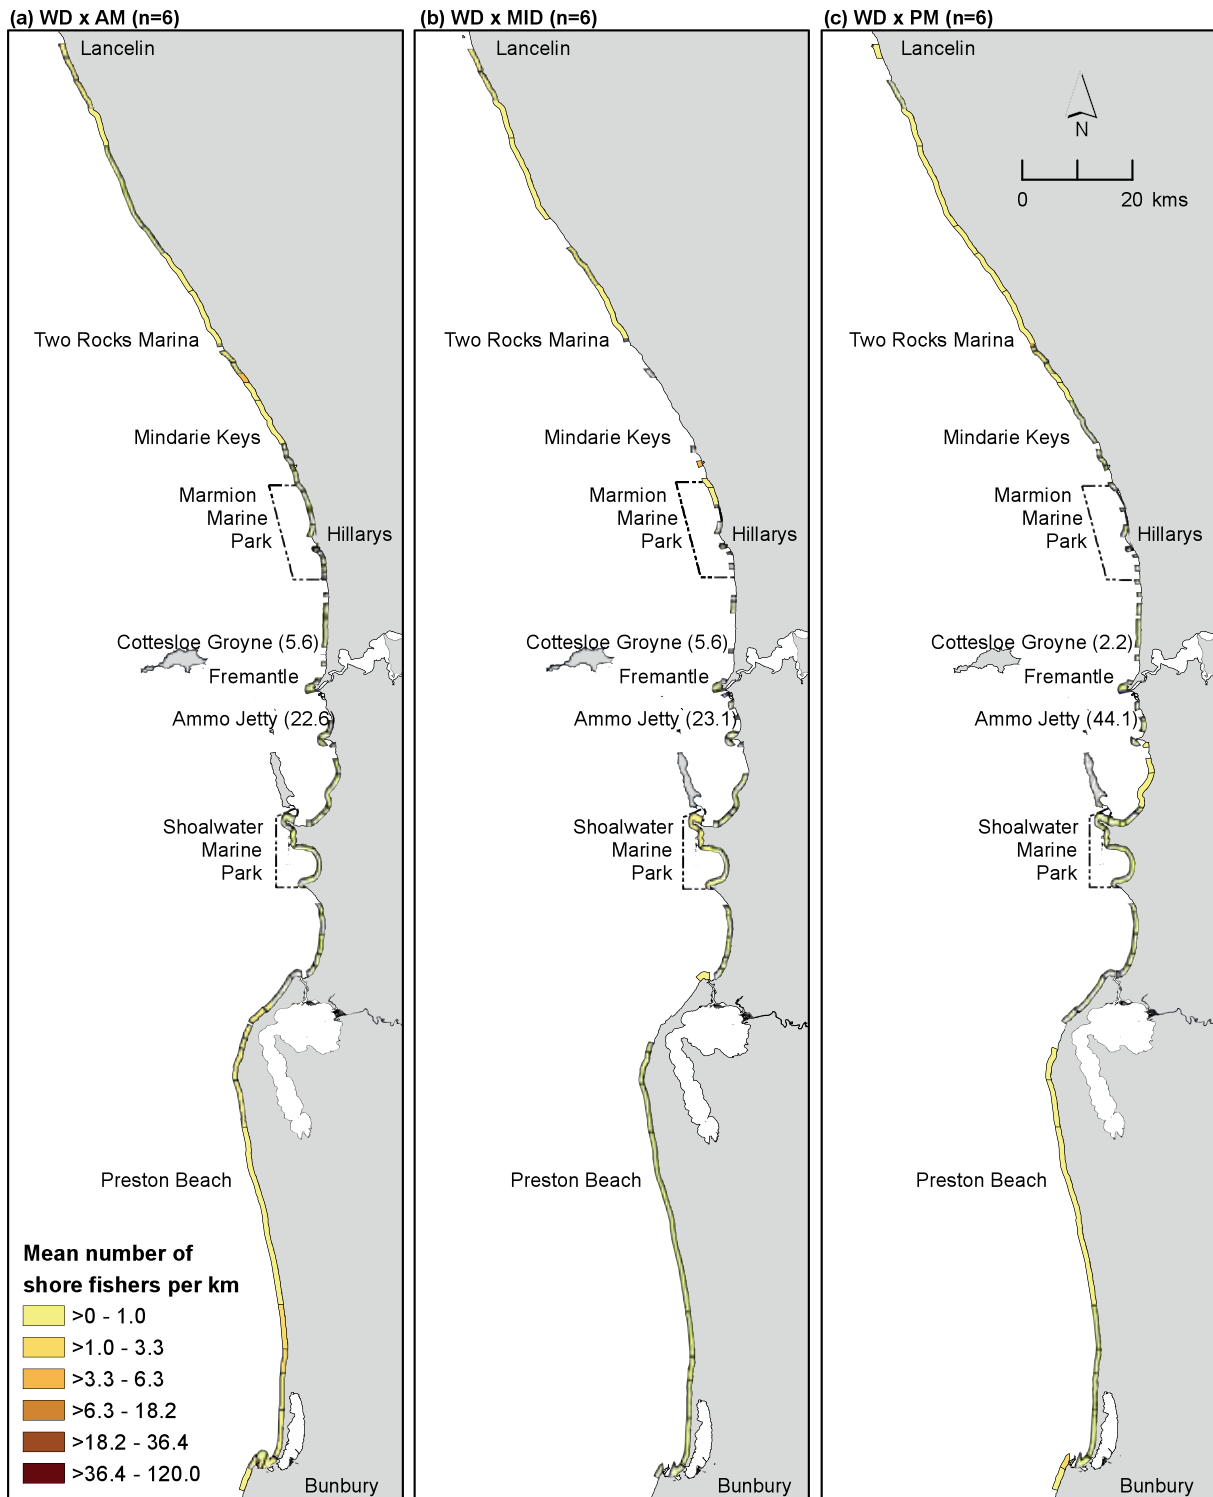 (a) WD x AM (n=6)
Lancelin
Two Rocks Marina
Mindarie Keys
Marmion
Marine
Park
Hillarys
Cottesloe Groyne (5.6)
Fremantle
Ammo Jetty (22.6)
Shoalwater
Marine
Park
Preston Beach
Mean number of
shore fishers per km
>0 - 1.0
>1.0 - 3.3
>3.3 - 6.3
>6.3 - 18.2
>18.2 - 36.4
>36.4 - 120.0
Bunbury
(b) WD x MID (n=6)
Lancelin
Two Rocks Marina
Mindarie Keys
Marmion
Marine
Park
Hillarys
Cottesloe Groyne (5.6)
Fremantle
Ammo Jetty (23.1)
Shoalwater
Marine
Park
Preston Beach
Bunbury
(c) WD x PM (n=6)
Lancelin
N
0 20 kms
Two Rocks Marina
Mindarie Keys
Marmion
Marine
Park
Hillarys
Cottesloe Groyne (2.2)
Fremantle
Ammo Jetty (44.1)
Shoalwater
Marine
Park
Preston Beach
Bunbury